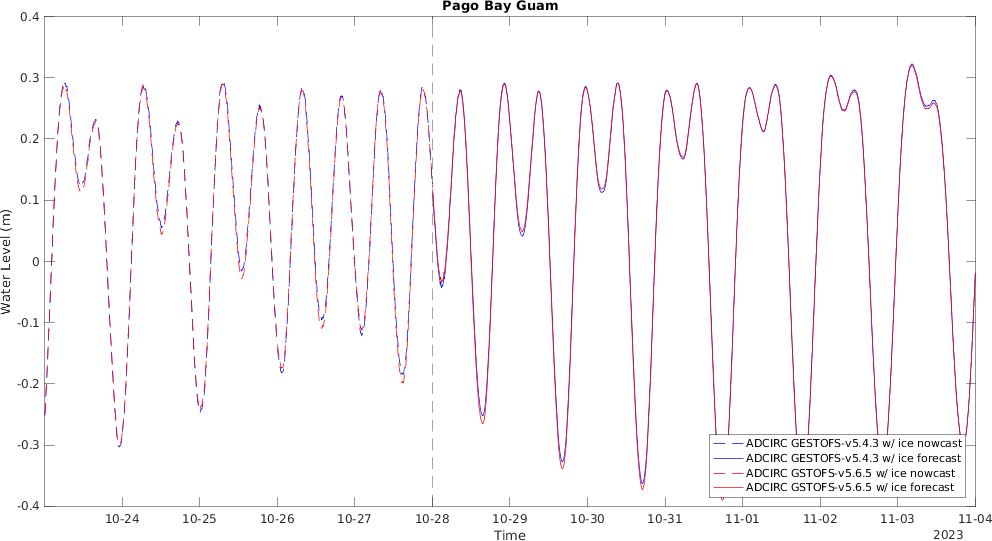 Pago Bay Guam
0.4
0.3
0.2
0.1
0
-0.1
-0.2
-0.3
-0.4
Water Level (m)
ADCIRC GESTOFS-v5.4.3 w/ ice nowcast
ADCIRC GESTOFS-v5.4.3 w/ ice forecast
ADCIRC GSTOFS-v5.6.5 w/ ice nowcast
ADCIRC GSTOFS-v5.6.5 w/ ice forecast
10-24 10-25 10-26 10-27 10-28 10-29 10-30 10-31 11-01 11-02 11-03 11-04
Time
2023